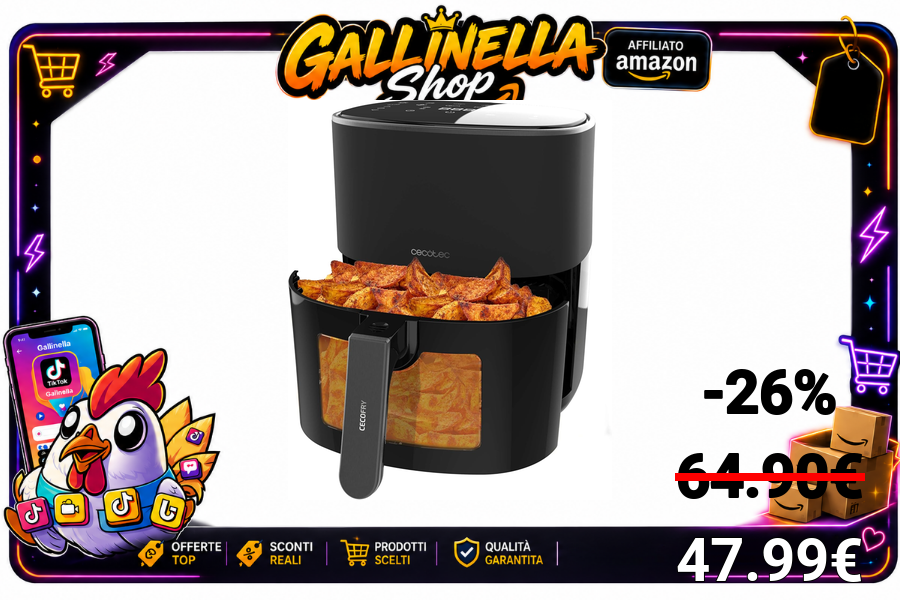 GALLINELLA
Shop
AFFILIATO
amazon
cecotec
CECOFRY
Gallinella
TikTok
Gallinella
-26%
64.90€
47.99€
OFFERTE
TOP
SCONTI
REALI
PRODOTTI
SCELTI
QUALITÀ
GARANTITA